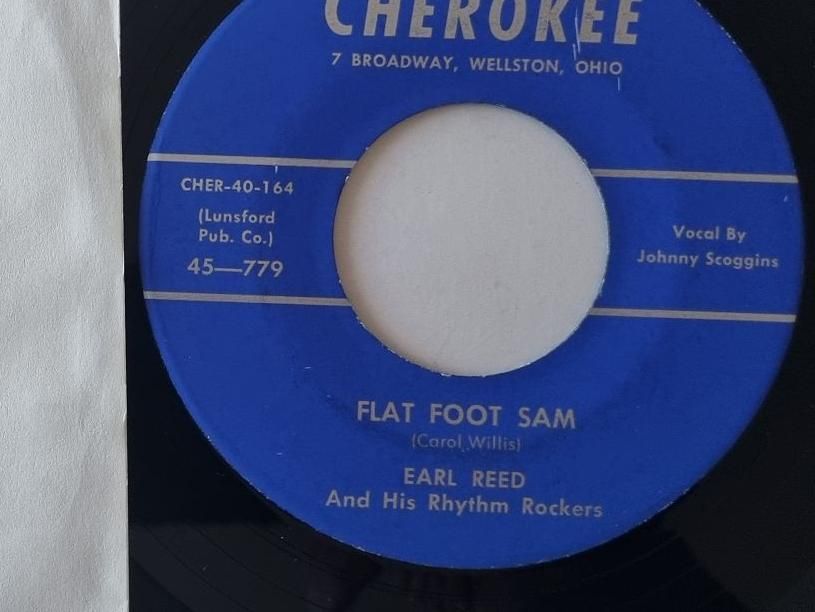 CHEROKEE
7 BROADWAY, WELLSTON, OHIO
CHER-40-164
(Lunsford
Pub. Co.)
45—779
Vocal By
Johnny Scoggins
FLAT FOOT SAM
(Carol Willis)
EARL REED
And His Rhythm Rockers